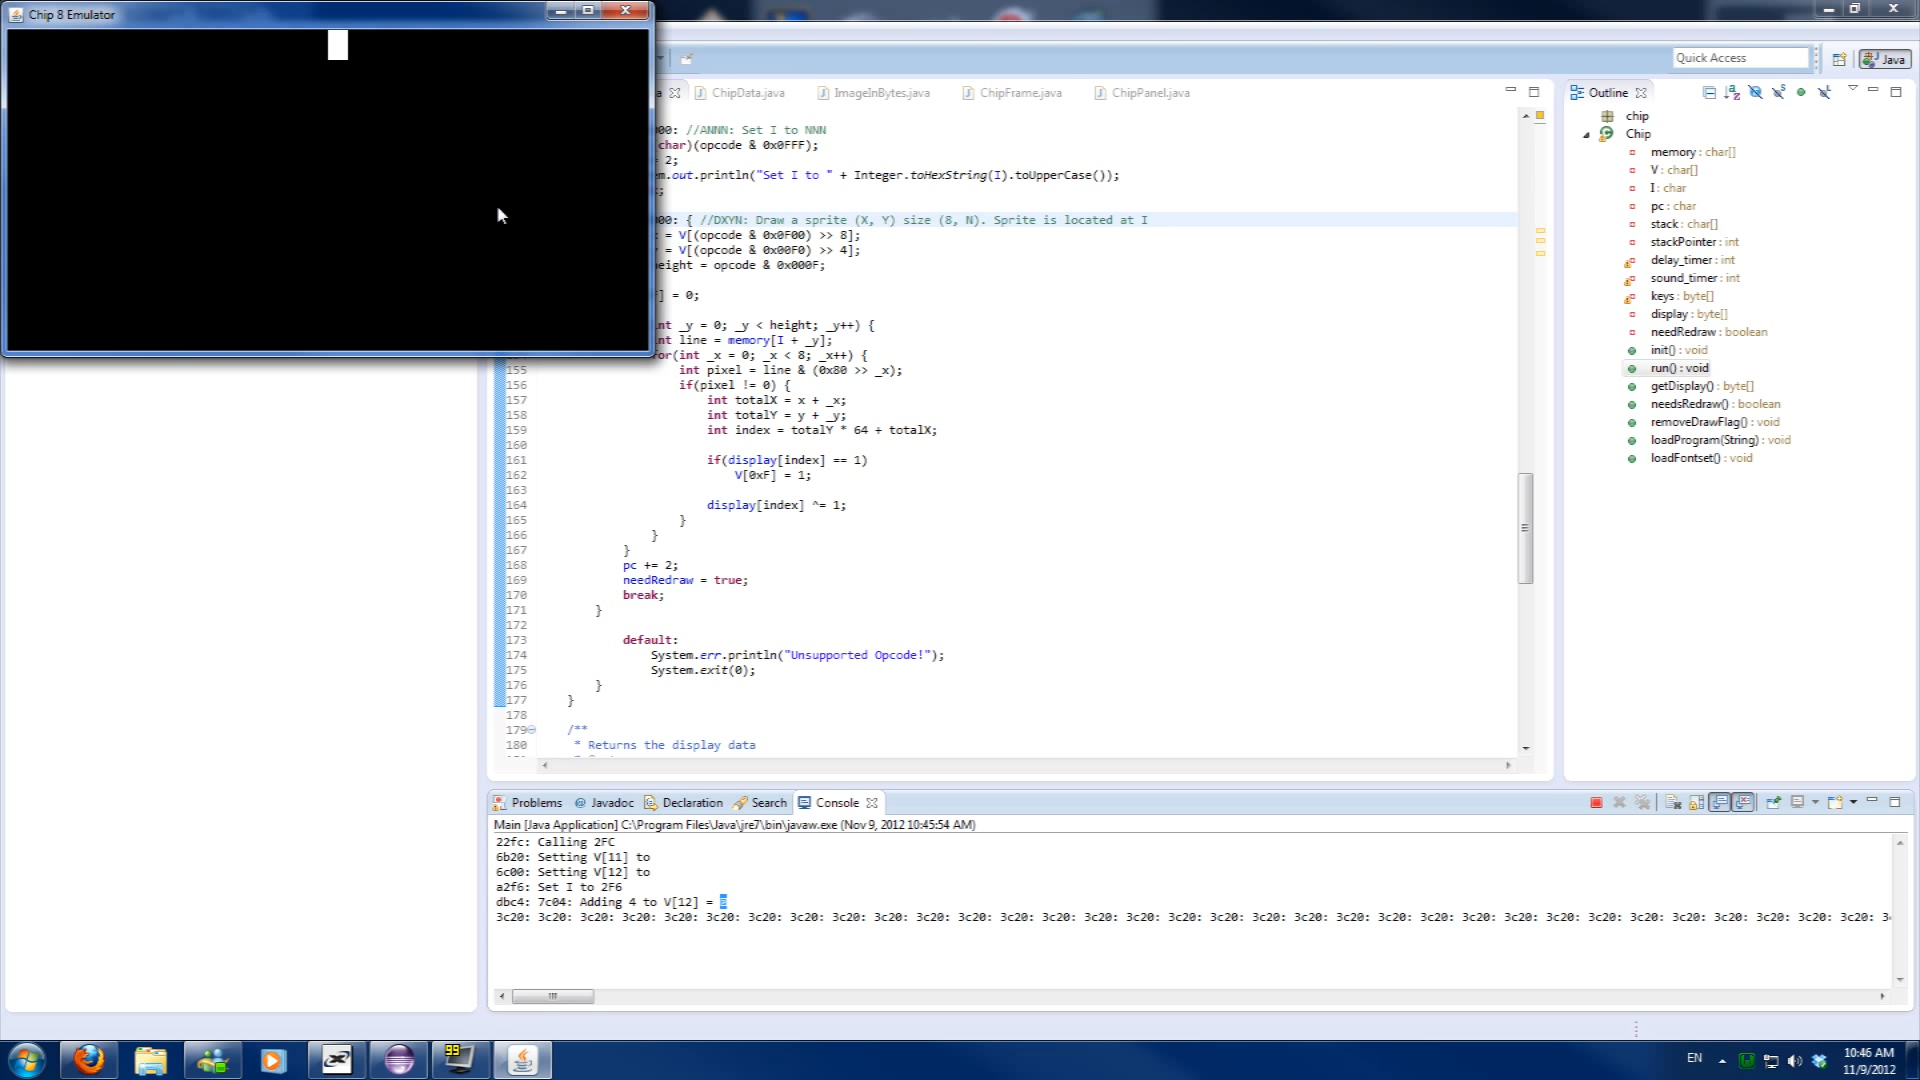 Chip 8 Emulator
Quick Access
Java
a
ChipData.java
ImageInBytes.java
ChipFrame.java
ChipPanel.java
000: //ANNN: Set I to NNN
char)(opcode & 0x0FFF);
= 2;
m.out.println("Set I to " + Integer.toHexString(I).toUpperCase());
000: { //DXYN: Draw a sprite (X, Y) size (8, N). Sprite is located at I
= V[(opcode & 0x0F00) >> 8];
= V[(opcode & 0x00F0) >> 4];
eight = opcode & 0x000F;
] = 0;
int _y = 0; _y < height; _y++) {
nt line = memory[I + _y];
or(int _x = 0; _x < 8; _x++) {
155 int pixel = line & (0x80 >> _x);
156 if(pixel != 0) {
157 int totalX = x + _x;
158 int totalY = y + _y;
159 int index = totalY * 64 + totalX;
160
161 if(display[index] == 1)
162 V[0xF] = 1;
163
164 display[index] ^= 1;
165 }
166 }
167 }
168 pc += 2;
169 needRedraw = true;
170 break;
171 }
172
173 default:
174 System.err.println("Unsupported Opcode!");
175 System.exit(0);
176 }
177 }
178
179 /**
180 * Returns the display data
Outline
chip
Chip
memory : char[]
V : char[]
I : char
pc : char
stack : char[]
stackPointer : int
delay_timer : int
sound_timer : int
keys : byte[]
display : byte[]
needRedraw : boolean
init() : void
run() : void
getDisplay() : byte[]
needsRedraw() : boolean
removeDrawFlag() : void
loadProgram(String) : void
loadFontset() : void
Problems
Javadoc
Declaration
Search
Console
Main [Java Application] C:\Program Files\Java\jre7\bin\javaw.exe (Nov 9, 2012 10:45:54 AM)
22fc: Calling 2FC
6b20: Setting V[11] to
6c00: Setting V[12] to
a2f6: Set I to 2F6
dbc4: 7c04: Adding 4 to V[12] =
3c20: 3c20: 3c20: 3c20: 3c20: 3c20: 3c20: 3c20: 3c20: 3c20: 3c20: 3c20: 3c20: 3c20: 3c20: 3c20: 3c20: 3c20: 3c20: 3c20: 3c20: 3c20: 3c20: 3c20: 3c20: 3c20: 3c20: 3c20: 3c20: 3c20: 3c20: 3c20: 3c20: 3
99
EN
10:46 AM
11/9/2012